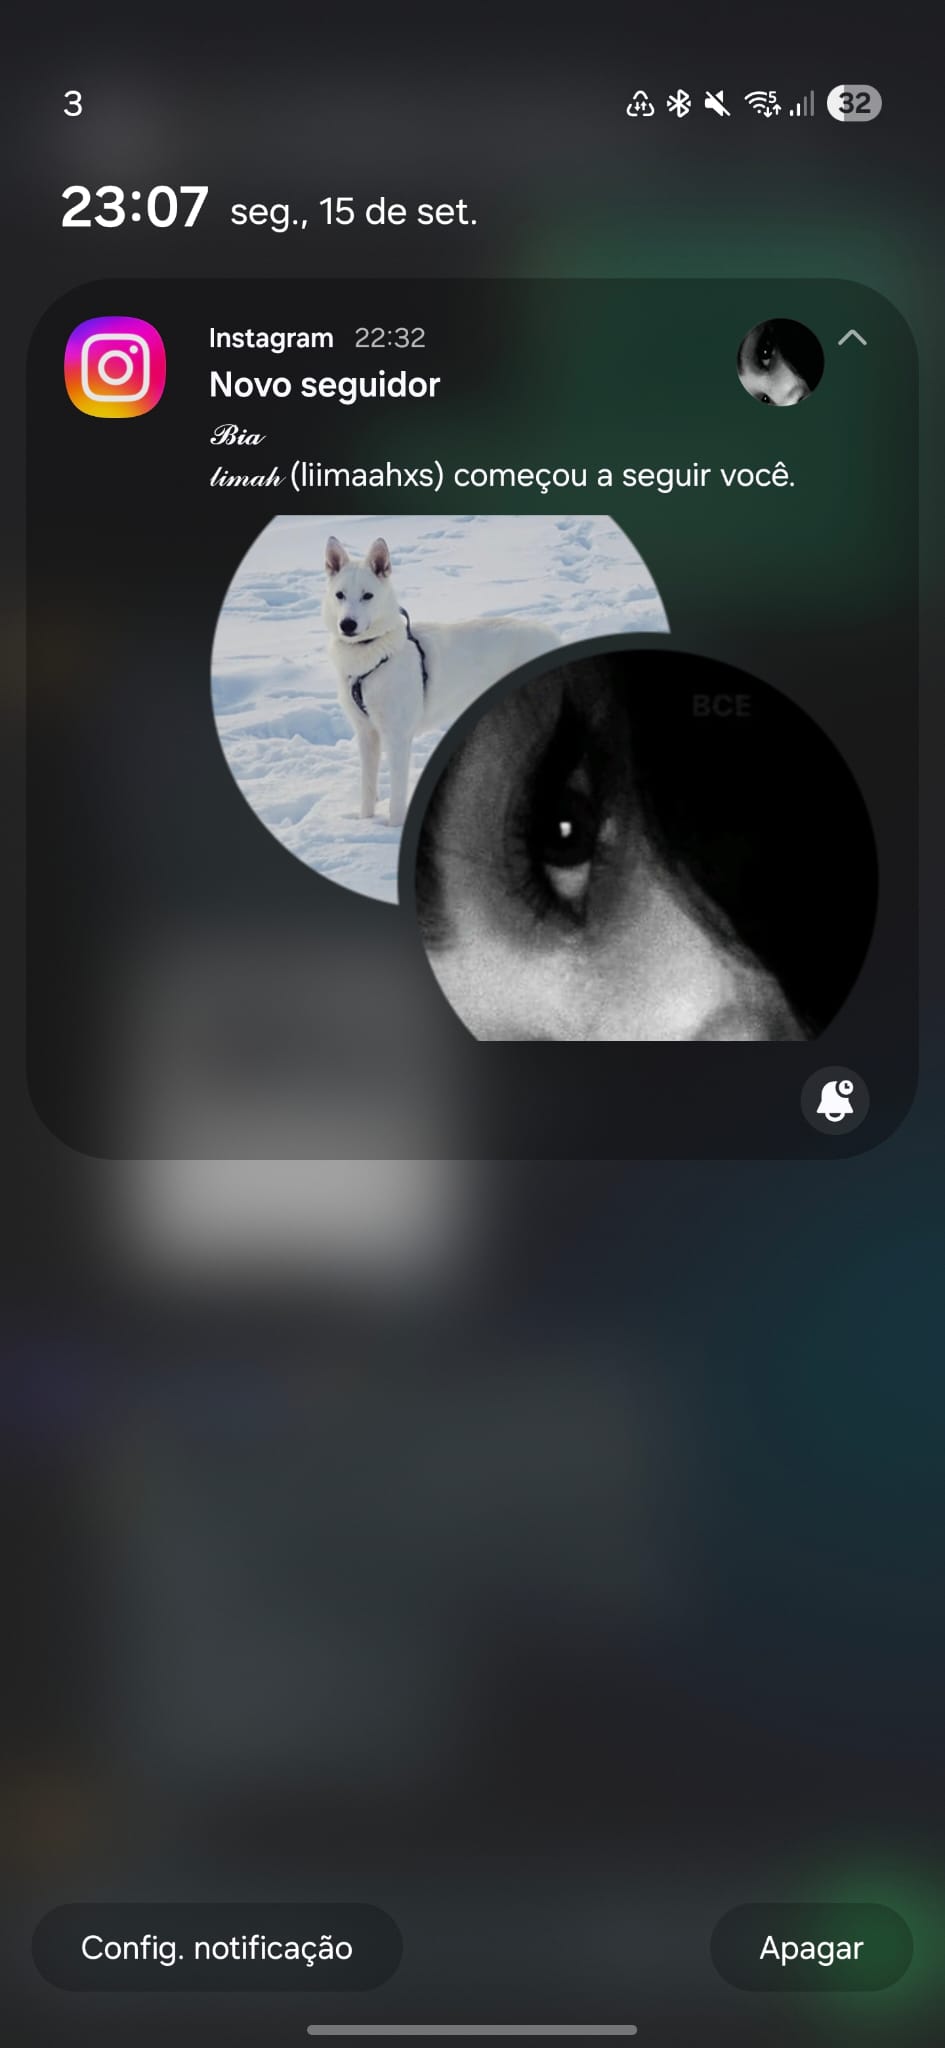 3
32
23:07 seg., 15 de set.
Instagram 22:32
Novo seguidor
𝓑𝓲𝓪
𝓵𝓲𝓶𝓪𝓱 (liimaahxs) começou a seguir você.
BCE
Config. notificação
Apagar